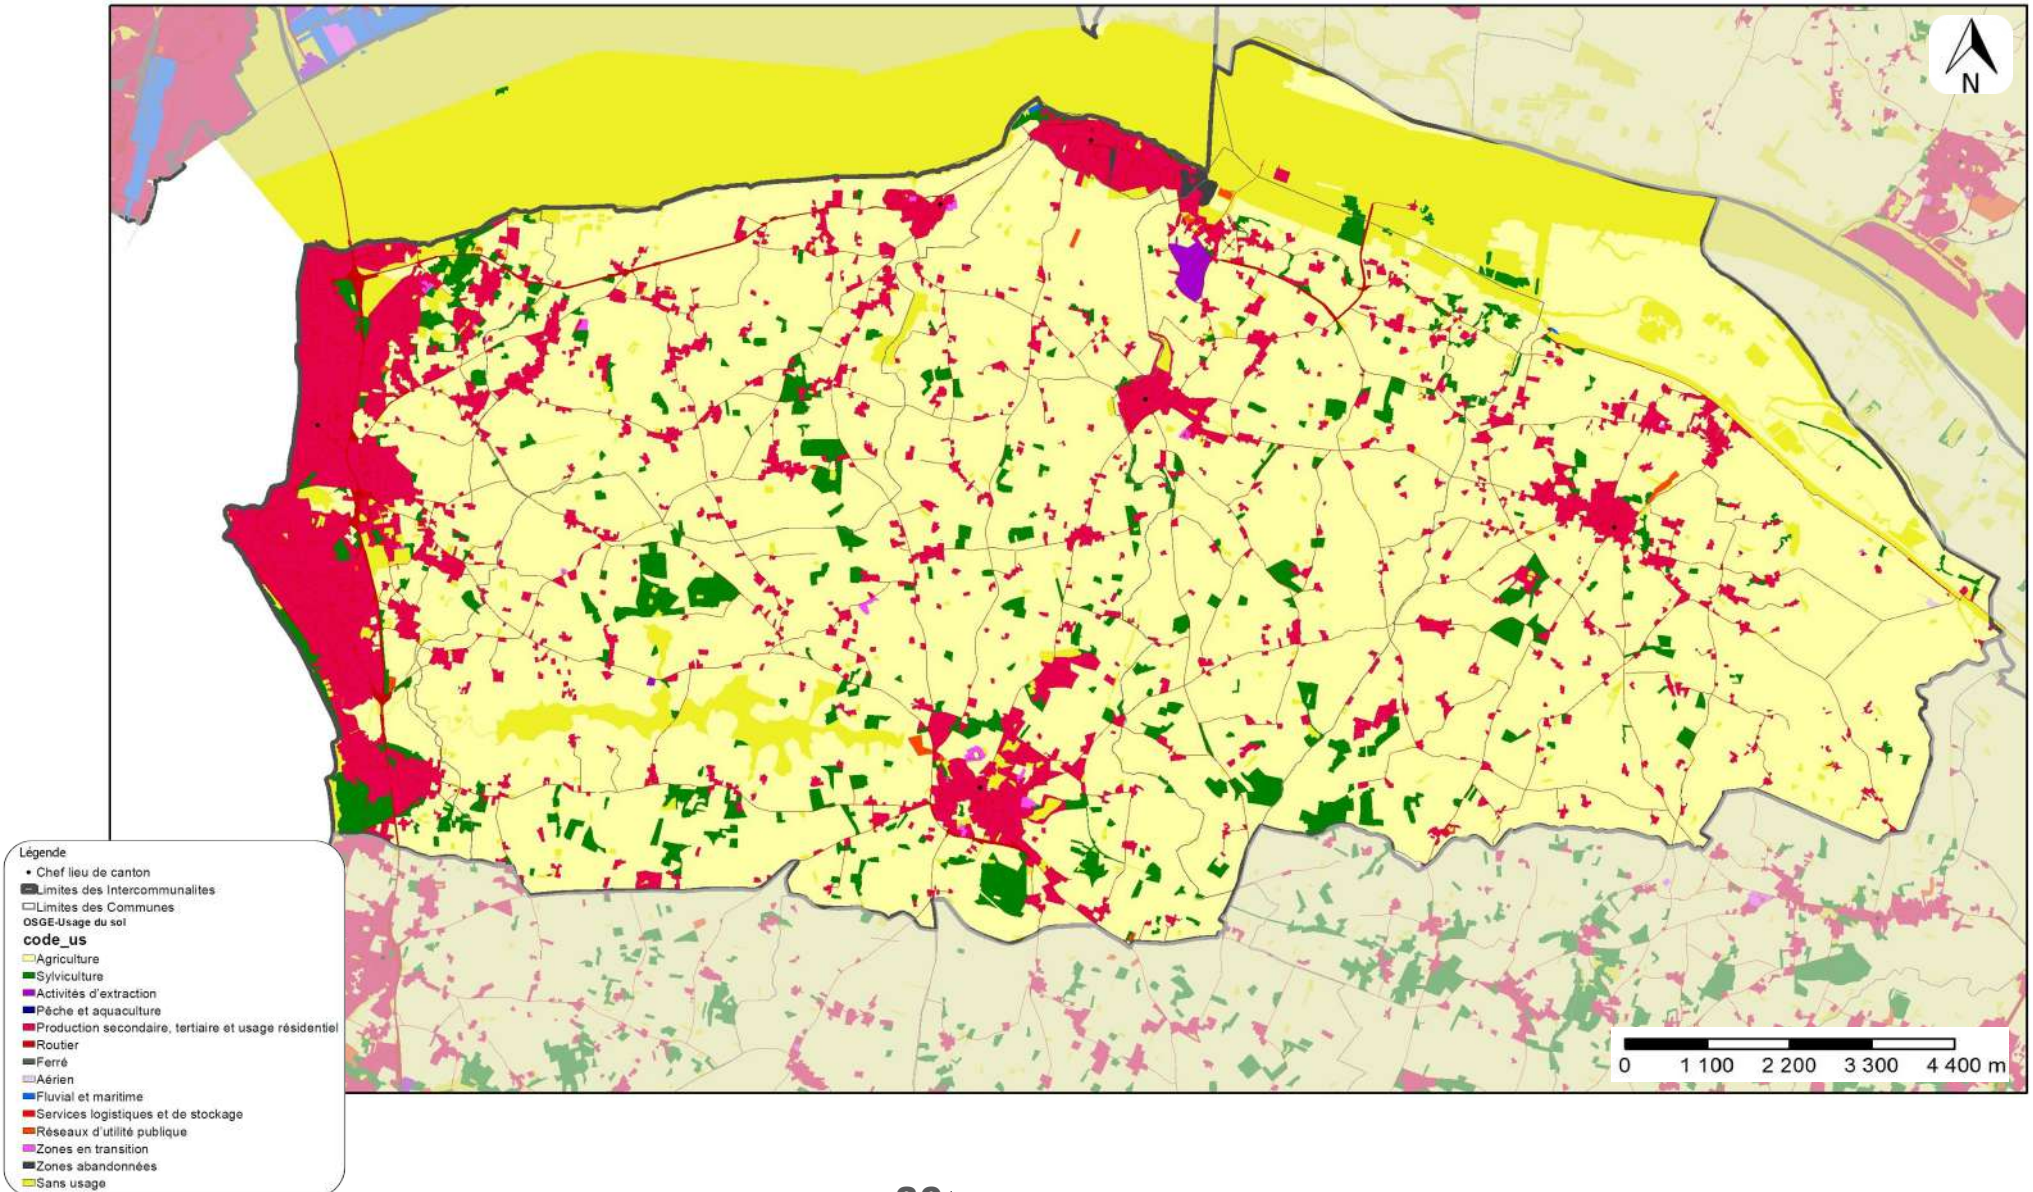 N
Légende
Chef lieu de canton
Limites des Intercommunalites
Limites des Communes
OSGE-Usage du sol
code_us
Agriculture
Sylviculture
Activités d'extraction
Pêche et aquaculture
Production secondaire, tertiaire et usage résidentiel
Routier
Ferré
Aérien
Fluvial et maritime
Services logistiques et de stockage
Réseaux d'utilité publique
Zones en transition
Zones abandonnées
Sans usage
0 1 100 2 200 3 300 4 400 m